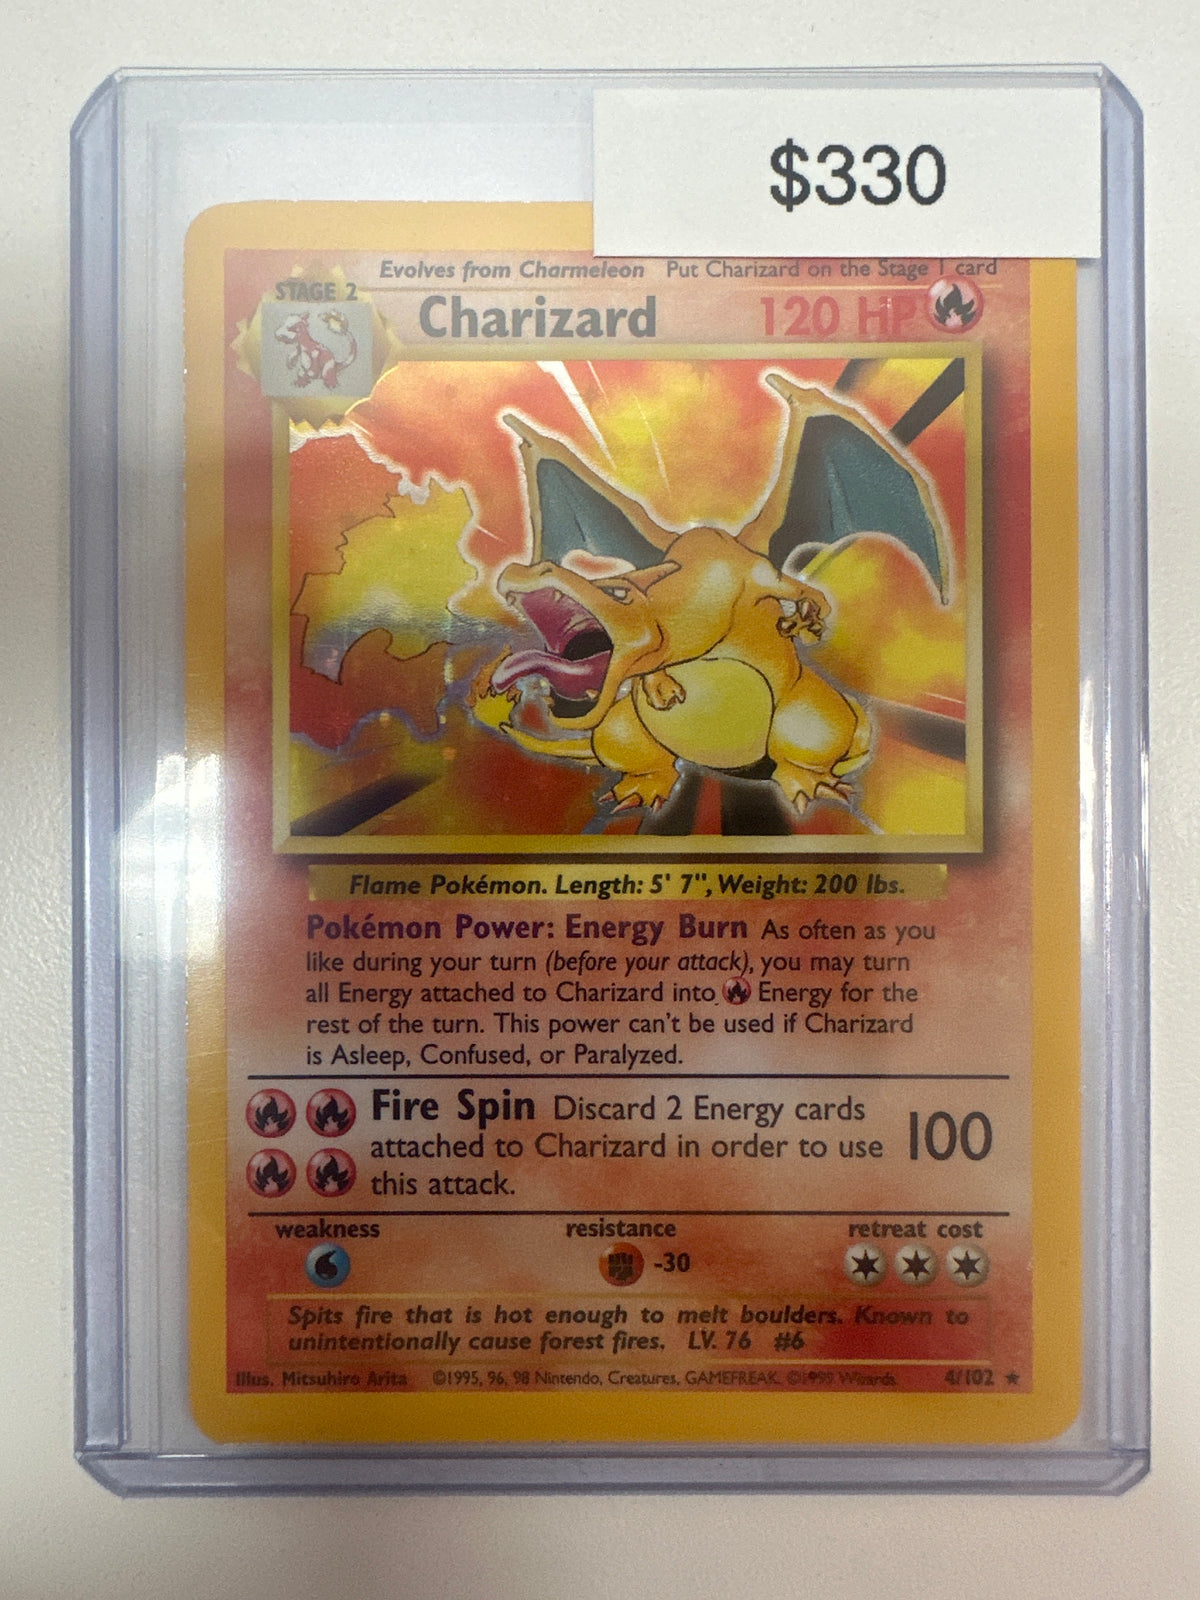 $330
Evolves from Charmeleon Put Charizard on the Stage 1 card
STAGE 2
Charizard 120 HP
Flame Pokémon. Length: 5' 7", Weight: 200 lbs.
Pokémon Power: Energy Burn As often as you
like during your turn (before your attack), you may turn
all Energy attached to Charizard into Energy for the
rest of the turn. This power can't be used if Charizard
is Asleep, Confused, or Paralyzed.
Fire Spin Discard 2 Energy cards
attached to Charizard in order to use
this attack.
100
weakness resistance retreat cost
-30
Spits fire that is hot enough to melt boulders. Known to
unintentionally cause forest fires. LV. 76 #6
Illus. Mitsuhiro Arita ©1995, 96, 98 Nintendo, Creatures, GAMEFREAK. ©1999 Wizards. 4/102 ★